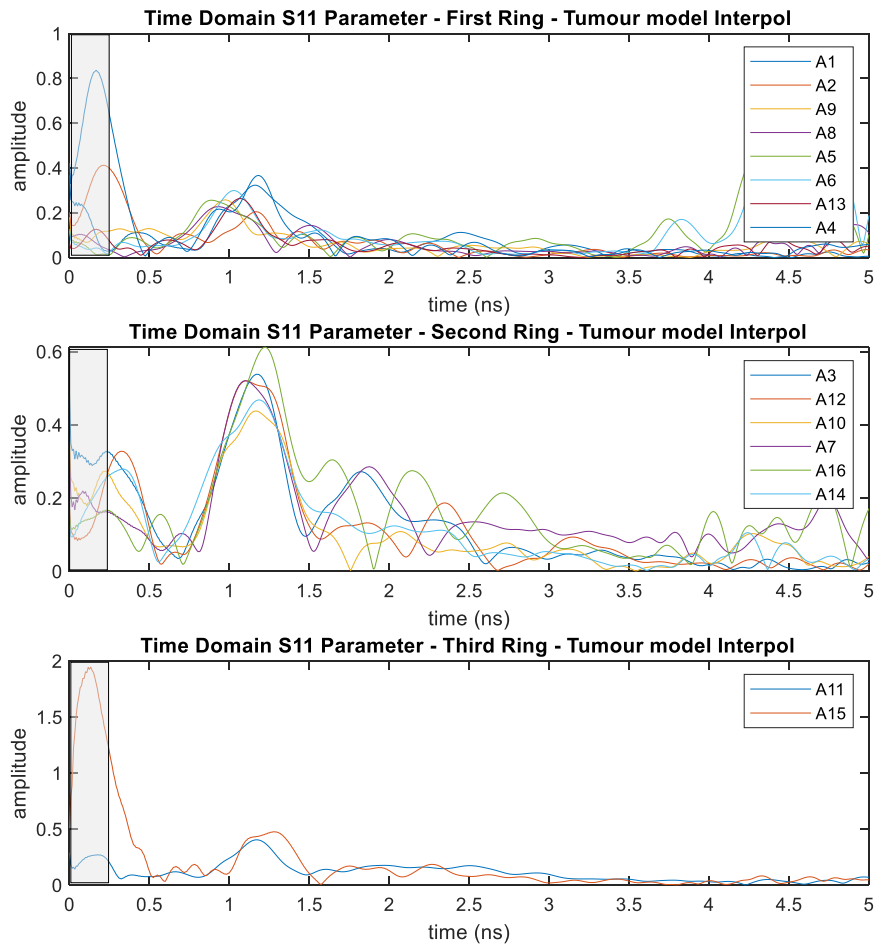 Time Domain S11 Parameter - First Ring - Tumour model Interpol
1
0.8
0.6
0.4
0.2
0
amplitude
A1
A2
A9
A8
A5
A6
A13
A4
0 0.5 1 1.5 2 2.5 3 3.5 4 4.5 5
time (ns)
Time Domain S11 Parameter - Second Ring - Tumour model Interpol
0.6
0.4
0.2
0
amplitude
A3
A12
A10
A7
A16
A14
0 0.5 1 1.5 2 2.5 3 3.5 4 4.5 5
time (ns)
Time Domain S11 Parameter - Third Ring - Tumour model Interpol
2
1.5
1
0.5
0
amplitude
A11
A15
0 0.5 1 1.5 2 2.5 3 3.5 4 4.5 5
time (ns)